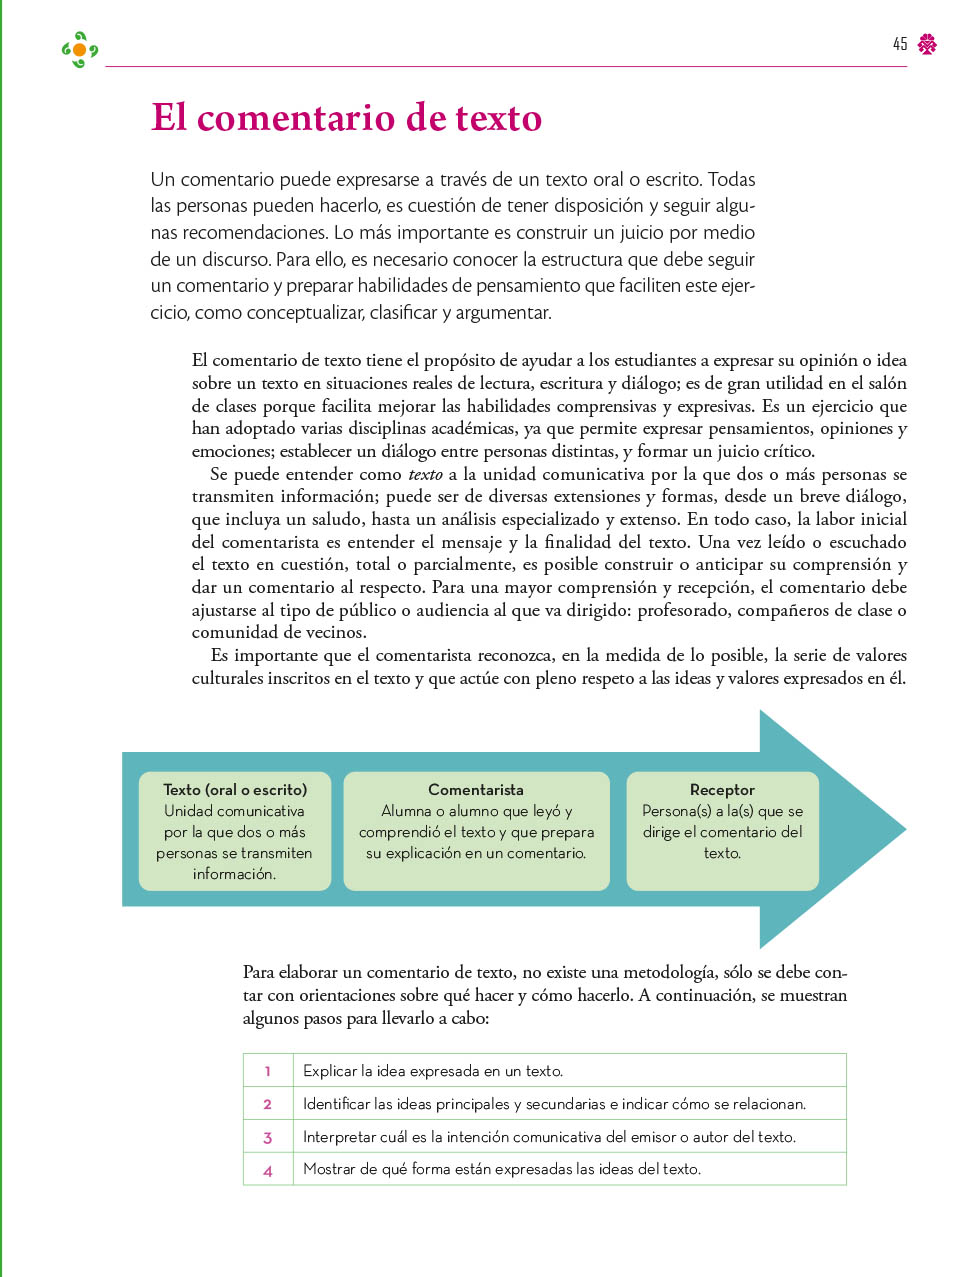 45
El comentario de texto
Un comentario puede expresarse a través de un texto oral o escrito. Todas
las personas pueden hacerlo, es cuestión de tener disposición y seguir algu-
nas recomendaciones. Lo más importante es construir un juicio por medio
de un discurso. Para ello, es necesario conocer la estructura que debe seguir
un comentario y preparar habilidades de pensamiento que faciliten este ejer-
cicio, como conceptualizar, clasificar y argumentar.
El comentario de texto tiene el propósito de ayudar a los estudiantes a expresar su opinión o idea
sobre un texto en situaciones reales de lectura, escritura y diálogo; es de gran utilidad en el salón
de clases porque facilita mejorar las habilidades comprensivas y expresivas. Es un ejercicio que
han adoptado varias disciplinas académicas, ya que permite expresar pensamientos, opiniones y
emociones; establecer un diálogo entre personas distintas, y formar un juicio crítico.
Se puede entender como texto a la unidad comunicativa por la que dos o más personas se
transmiten información; puede ser de diversas extensiones y formas, desde un breve diálogo,
que incluya un saludo, hasta un análisis especializado y extenso. En todo caso, la labor inicial
del comentarista es entender el mensaje y la finalidad del texto. Una vez leído o escuchado
el texto en cuestión, total o parcialmente, es posible construir o anticipar su comprensión y
dar un comentario al respecto. Para una mayor comprensión y recepción, el comentario debe
ajustarse al tipo de público o audiencia al que va dirigido: profesorado, compañeros de clase o
comunidad de vecinos.
Es importante que el comentarista reconozca, en la medida de lo posible, la serie de valores
culturales inscritos en el texto y que actúe con pleno respeto a las ideas y valores expresados en él.
Texto (oral o escrito)
Unidad comunicativa
por la que dos o más
personas se transmiten
información.
Comentarista
Alumna o alumno que leyó y
comprendió el texto y que prepara
su explicación en un comentario.
Receptor
Persona(s) a la(s) que se
dirige el comentario del
texto.
Para elaborar un comentario de texto, no existe una metodología, sólo se debe con-
tar con orientaciones sobre qué hacer y cómo hacerlo. A continuación, se muestran
algunos pasos para llevarlo a cabo:
1 Explicar la idea expresada en un texto.
2 Identificar las ideas principales y secundarias e indicar cómo se relacionan.
3 Interpretar cuál es la intención comunicativa del emisor o autor del texto.
4 Mostrar de qué forma están expresadas las ideas del texto.